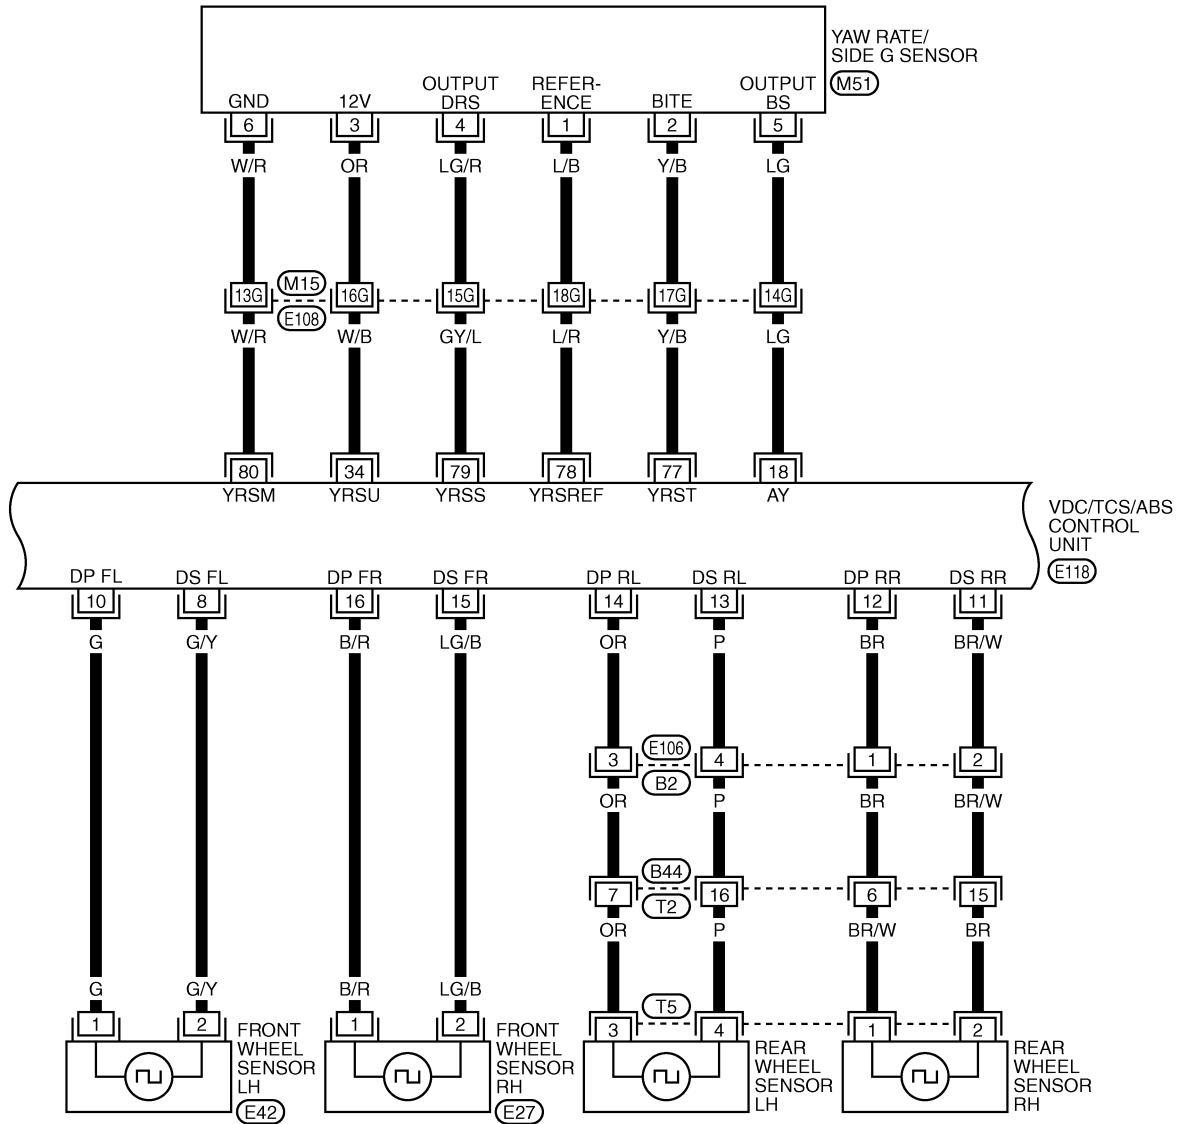 YAW RATE/
SIDE G SENSOR
M51
GND 12V OUTPUT DRS REFER-ENCE BITE OUTPUT BS
6 3 4 1 2 5
W/R OR LG/R L/B Y/B LG
M15
13G 16G 15G 18G 17G 14G
E108
W/R W/B GY/L L/R Y/B LG
80 34 79 78 77 18
YRSM YRSU YRSS YRSREF YRST AY
VDC/TCS/ABS
CONTROL
UNIT
E118
DP FL DS FL DP FR DS FR DP RL DS RL DP RR DS RR
10 8 16 15 14 13 12 11
G G/Y B/R LG/B OR P BR BR/W
E106
3 4 1 2
B2
OR P BR BR/W
B44
7 16 6 15
T2
OR P BR/W BR
G G/Y B/R LG/B
T5
1 2 1 2 3 4 1 2
FRONT
WHEEL
SENSOR
LH
E42
FRONT
WHEEL
SENSOR
RH
E27
REAR
WHEEL
SENSOR
LH
REAR
WHEEL
SENSOR
RH